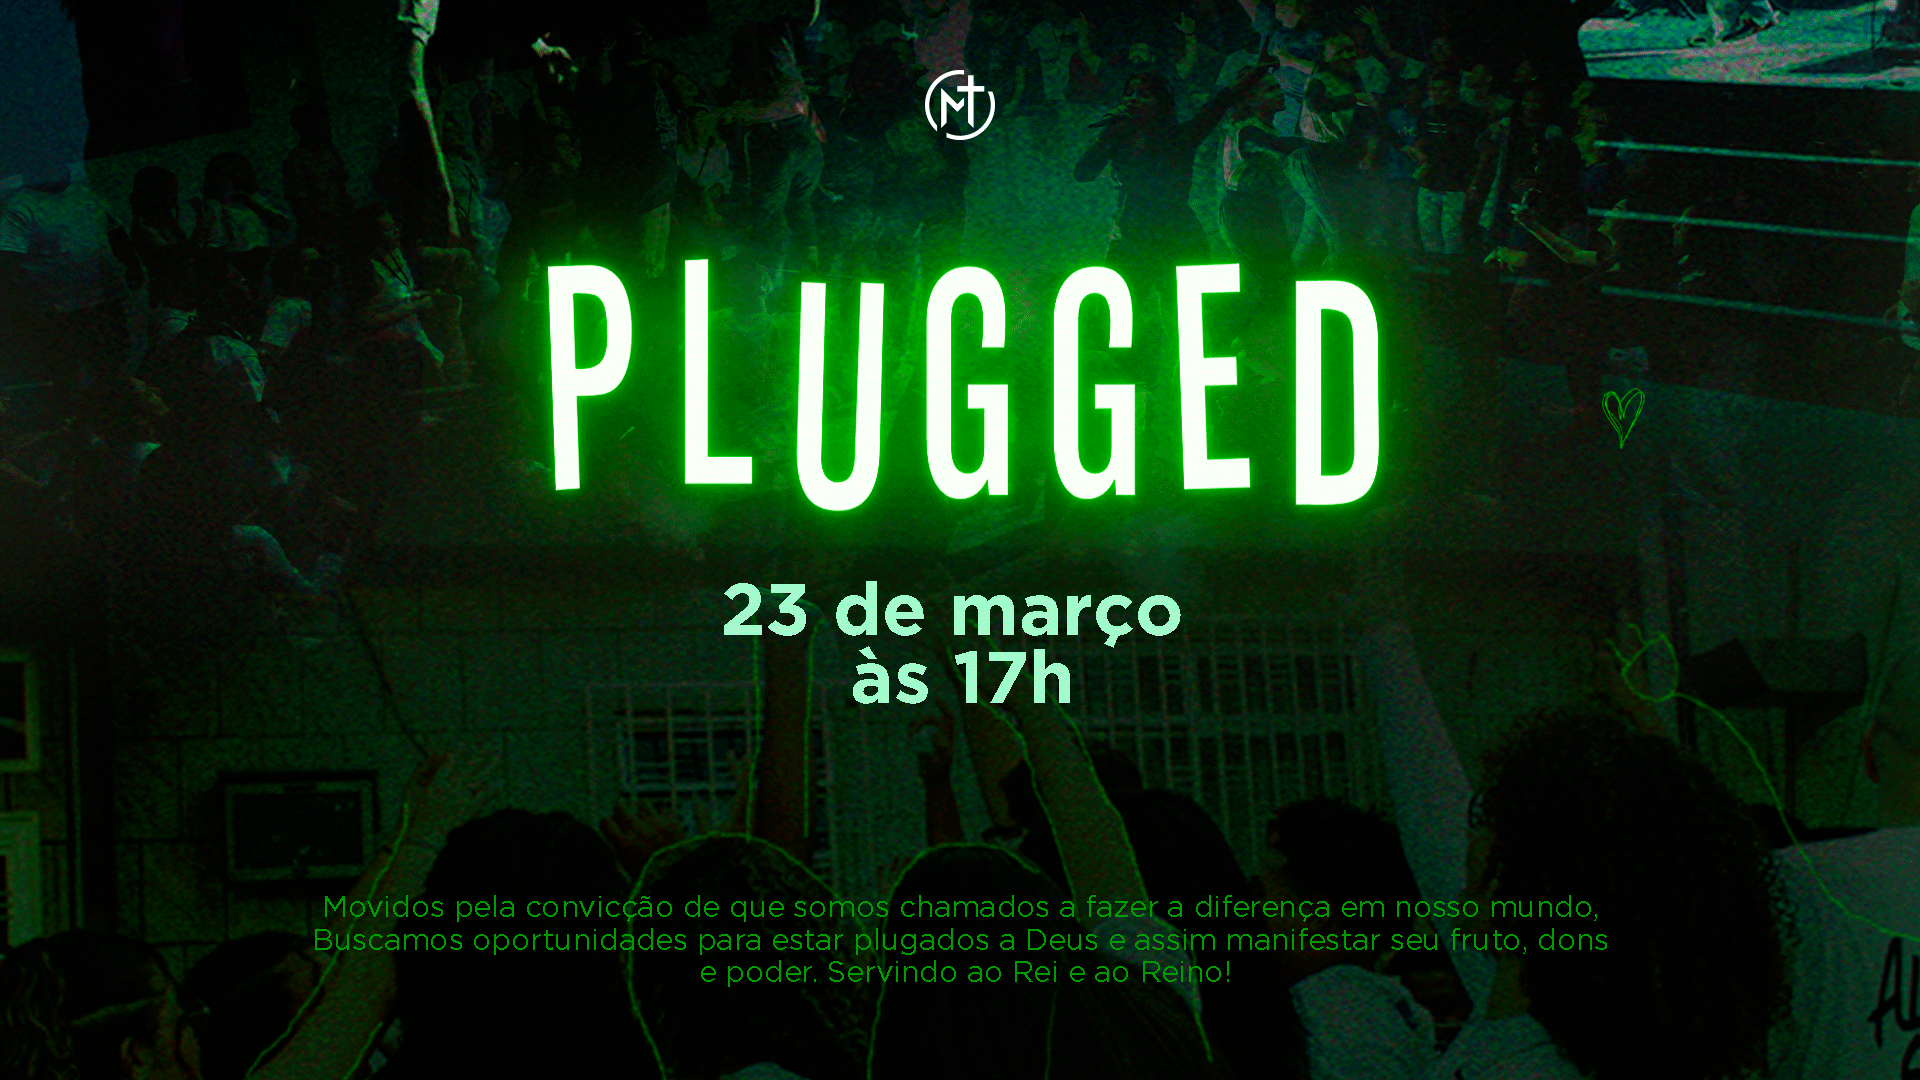 PLUGGED
23 de março
às 17h
Movidos pela convicção de que somos chamados a fazer a diferença em nosso mundo,
Buscamos oportunidades para estar plugados a Deus e assim manifestar seu fruto, dons
e poder. Servindo ao Rei e ao Reino!